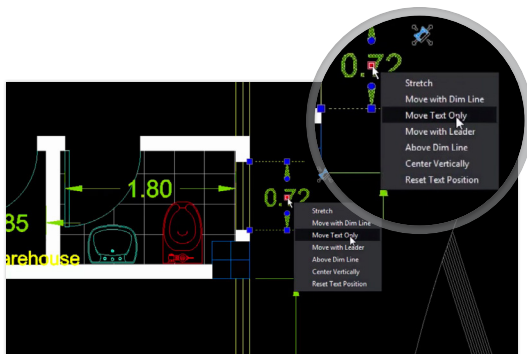 0.72
Stretch
Move with Dim Line
Move Text Only
Move with Leader
Above Dim Line
Center Vertically
Reset Text Position
1.80
0.72
85
arehouse
Stretch
Move with Dim Line
Move Text Only
Move with Leader
Above Dim Line
Center Vertically
Reset Text Position